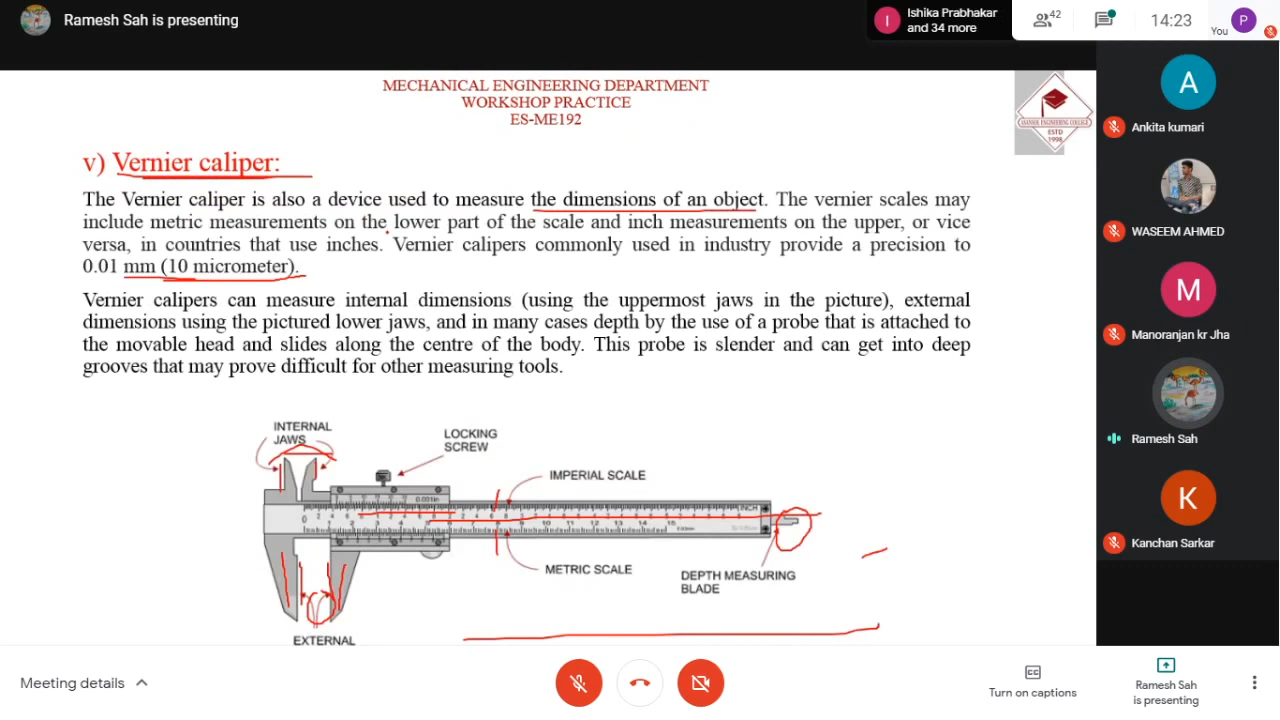 Ramesh Sah is presenting
Ishika Prabhakar
and 34 more
42
14:23
You
P
I
MECHANICAL ENGINEERING DEPARTMENT
WORKSHOP PRACTICE
ES-ME192
ASANSOL ENGINEERING COLLEGE
ESTD
1998
v) Vernier caliper:
The Vernier caliper is also a device used to measure the dimensions of an object. The vernier scales may
include metric measurements on the lower part of the scale and inch measurements on the upper, or vice
versa, in countries that use inches. Vernier calipers commonly used in industry provide a precision to
0.01 mm (10 micrometer).
Vernier calipers can measure internal dimensions (using the uppermost jaws in the picture), external
dimensions using the pictured lower jaws, and in many cases depth by the use of a probe that is attached to
the movable head and slides along the centre of the body. This probe is slender and can get into deep
grooves that may prove difficult for other measuring tools.
INTERNAL
JAWS
LOCKING
SCREW
IMPERIAL SCALE
0.001in
INCH
METRIC SCALE
DEPTH MEASURING
BLADE
EXTERNAL
A
Ankita kumari
WASEEM AHMED
M
Manoranjan kr Jha
Ramesh Sah
K
Kanchan Sarkar
Meeting details
CC
Turn on captions
Ramesh Sah
is presenting